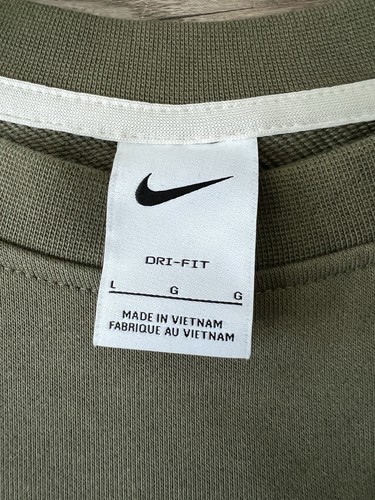 DRI-FIT
L G G
MADE IN VIETNAM
FABRIQUE AU VIETNAM